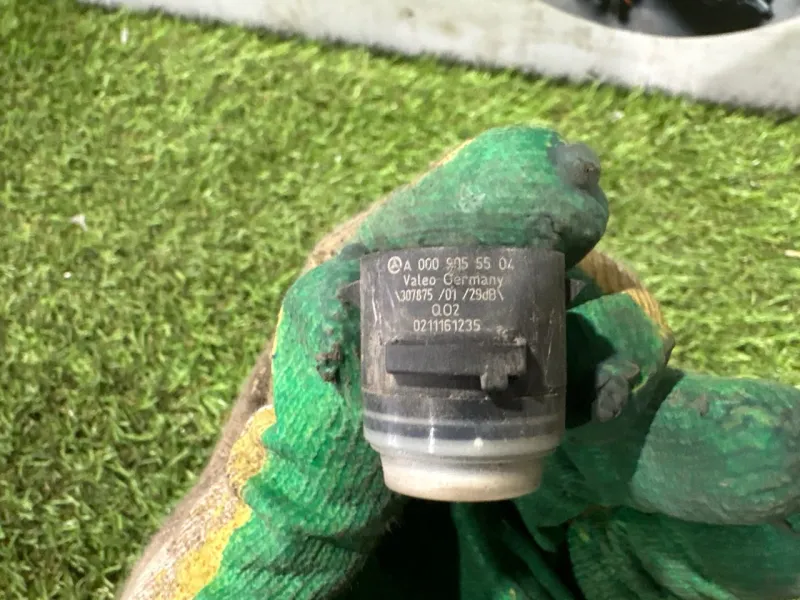 A 000 905 55 04
Valeo Germany
\307875 /01 /29dB\
Q02
0211161235